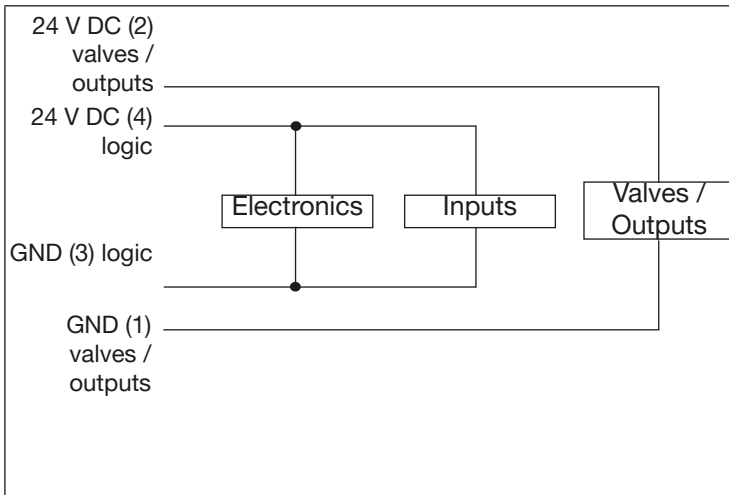 24 V DC (2)
valves /
outputs
24 V DC (4)
logic
Electronics
Inputs
Valves /
Outputs
GND (3) logic
GND (1)
valves /
outputs